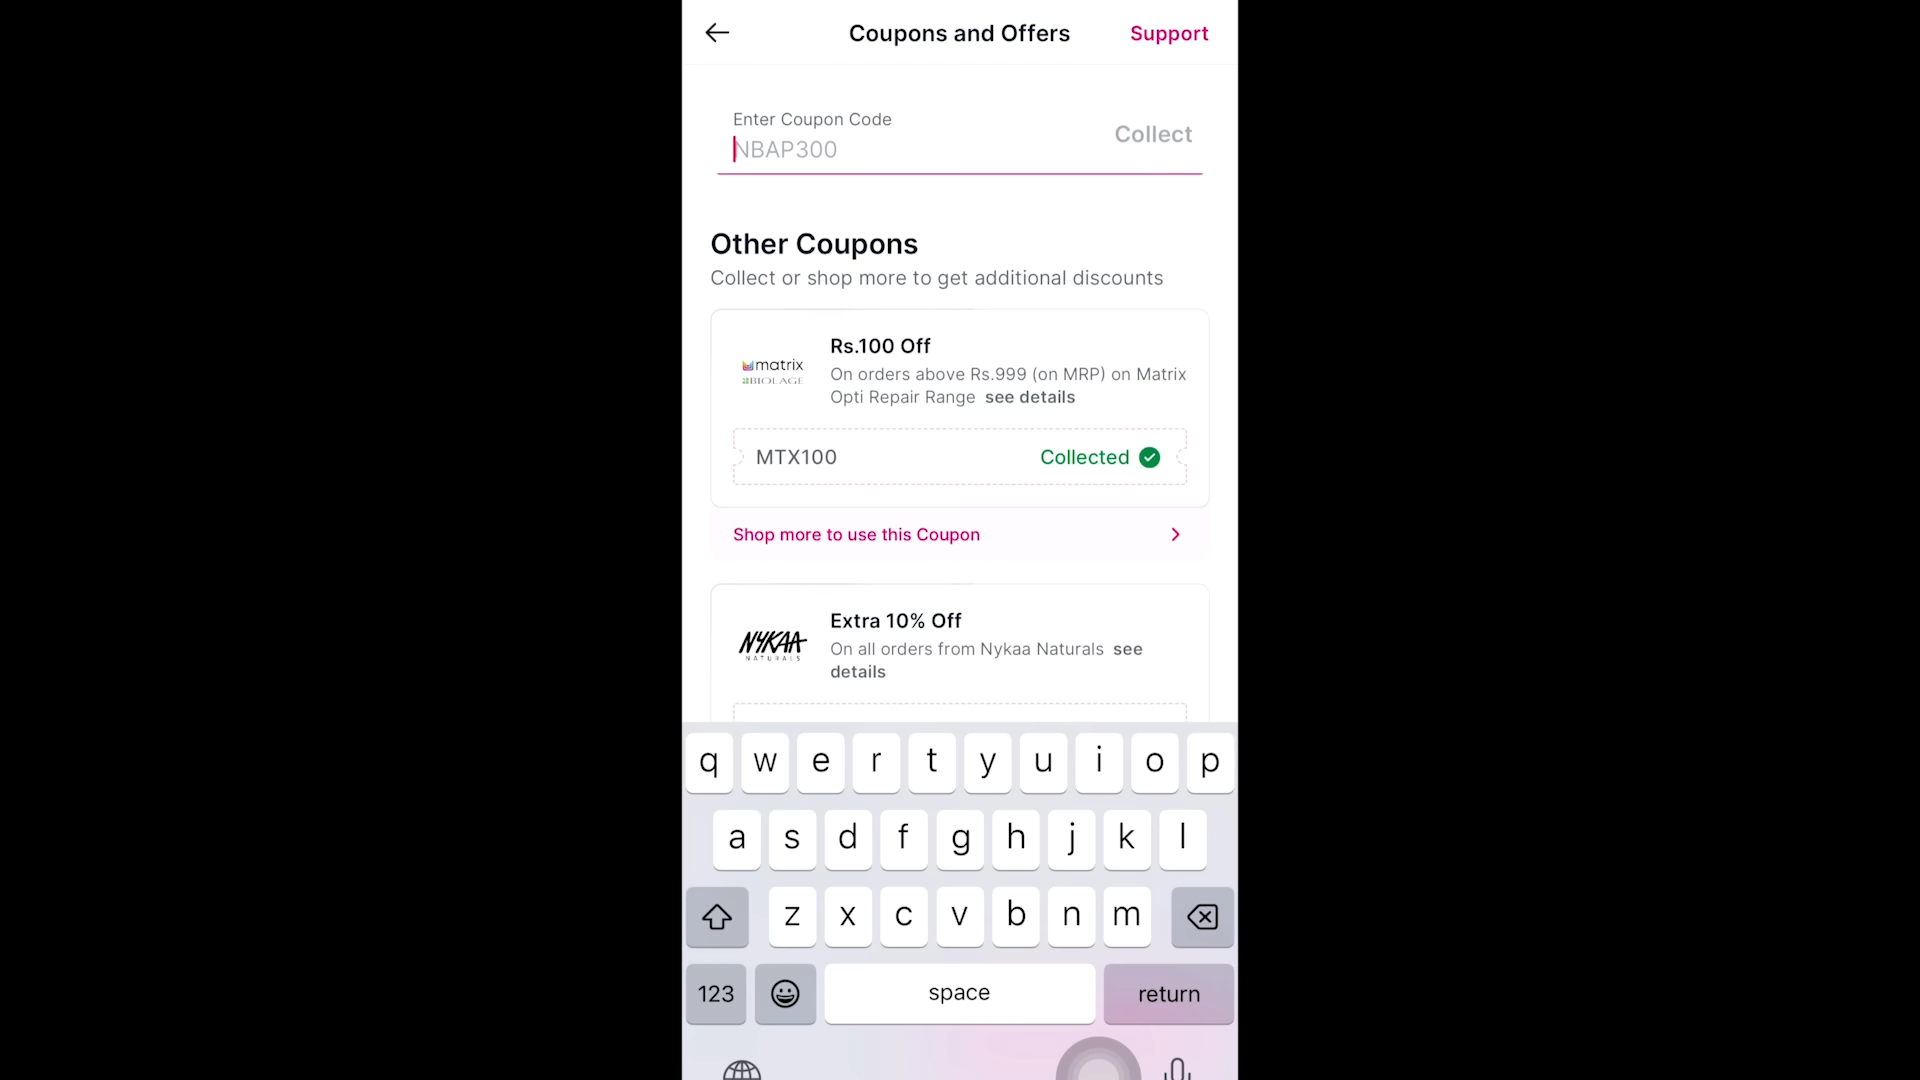 Coupons and Offers
Support
Enter Coupon Code
NBAP300
Collect
Other Coupons
Collect or shop more to get additional discounts
Rs.100 Off
matrix
BIOLAGE
On orders above Rs.999 (on MRP) on Matrix
Opti Repair Range see details
MTX100
Collected
Shop more to use this Coupon
Extra 10% Off
NYKAA
NATURALS
On all orders from Nykaa Naturals see
details
q w e r t y u i o p
a s d f g h j k l
z x c v b n m
123
space
return